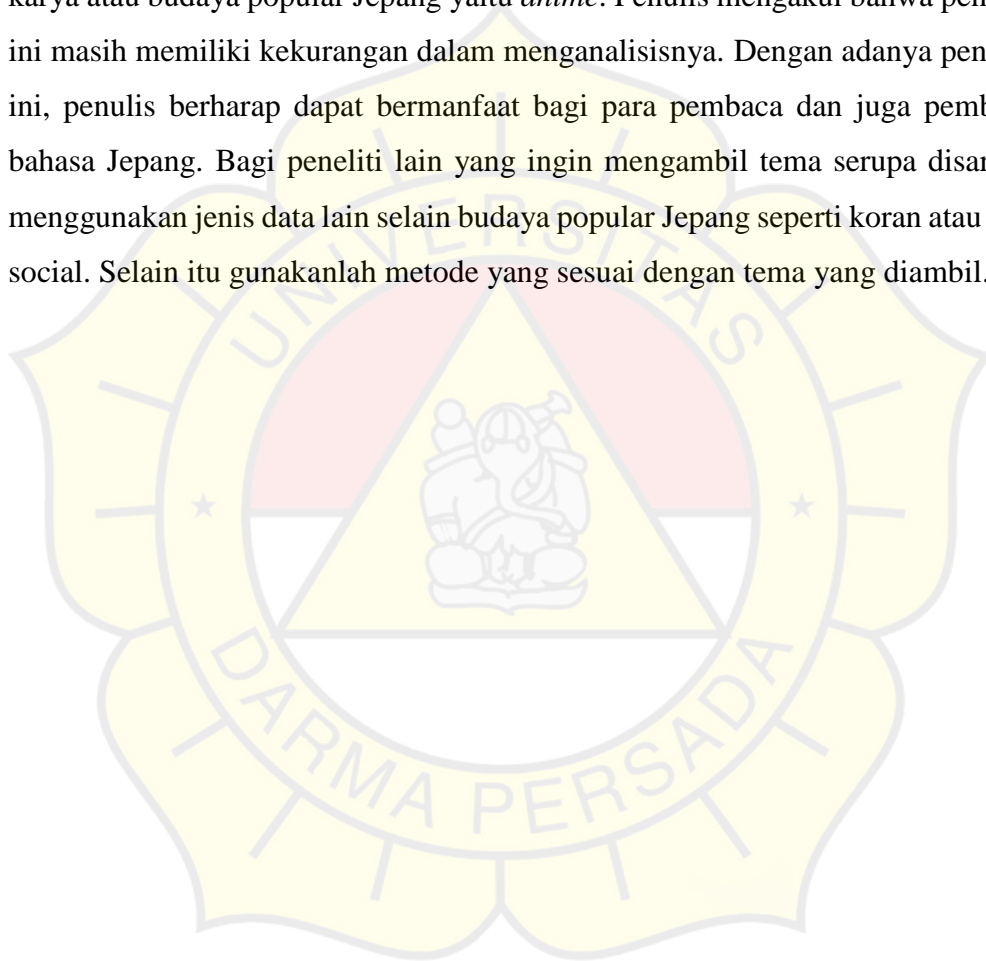 karya atau budaya popular Jepang yaitu anime. Penulis mengakui bahwa pen
ini masih memiliki kekurangan dalam menganalisisnya. Dengan adanya pen
ini, penulis berharap dapat bermanfaat bagi para pembaca dan juga pemb
bahasa Jepang. Bagi peneliti lain yang ingin mengambil tema serupa disar
menggunakan jenis data lain selain budaya popular Jepang seperti koran atau
social. Selain itu gunakanlah metode yang sesuai dengan tema yang diambil.
UNIVERSITAS
DARMA PERSADA